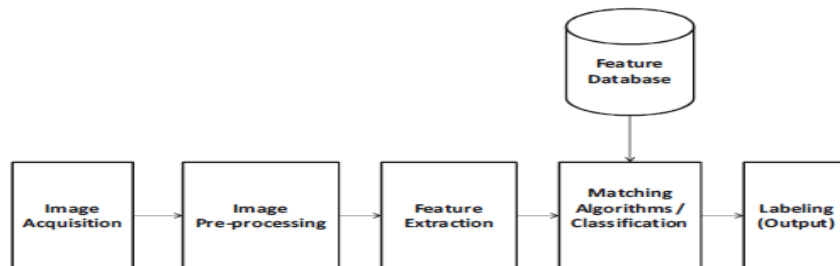 Feature
Database
Image
Acquisition
Image
Pre-processing
Feature
Extraction
Matching
Algorithms /
Classification
Labeling
(Output)